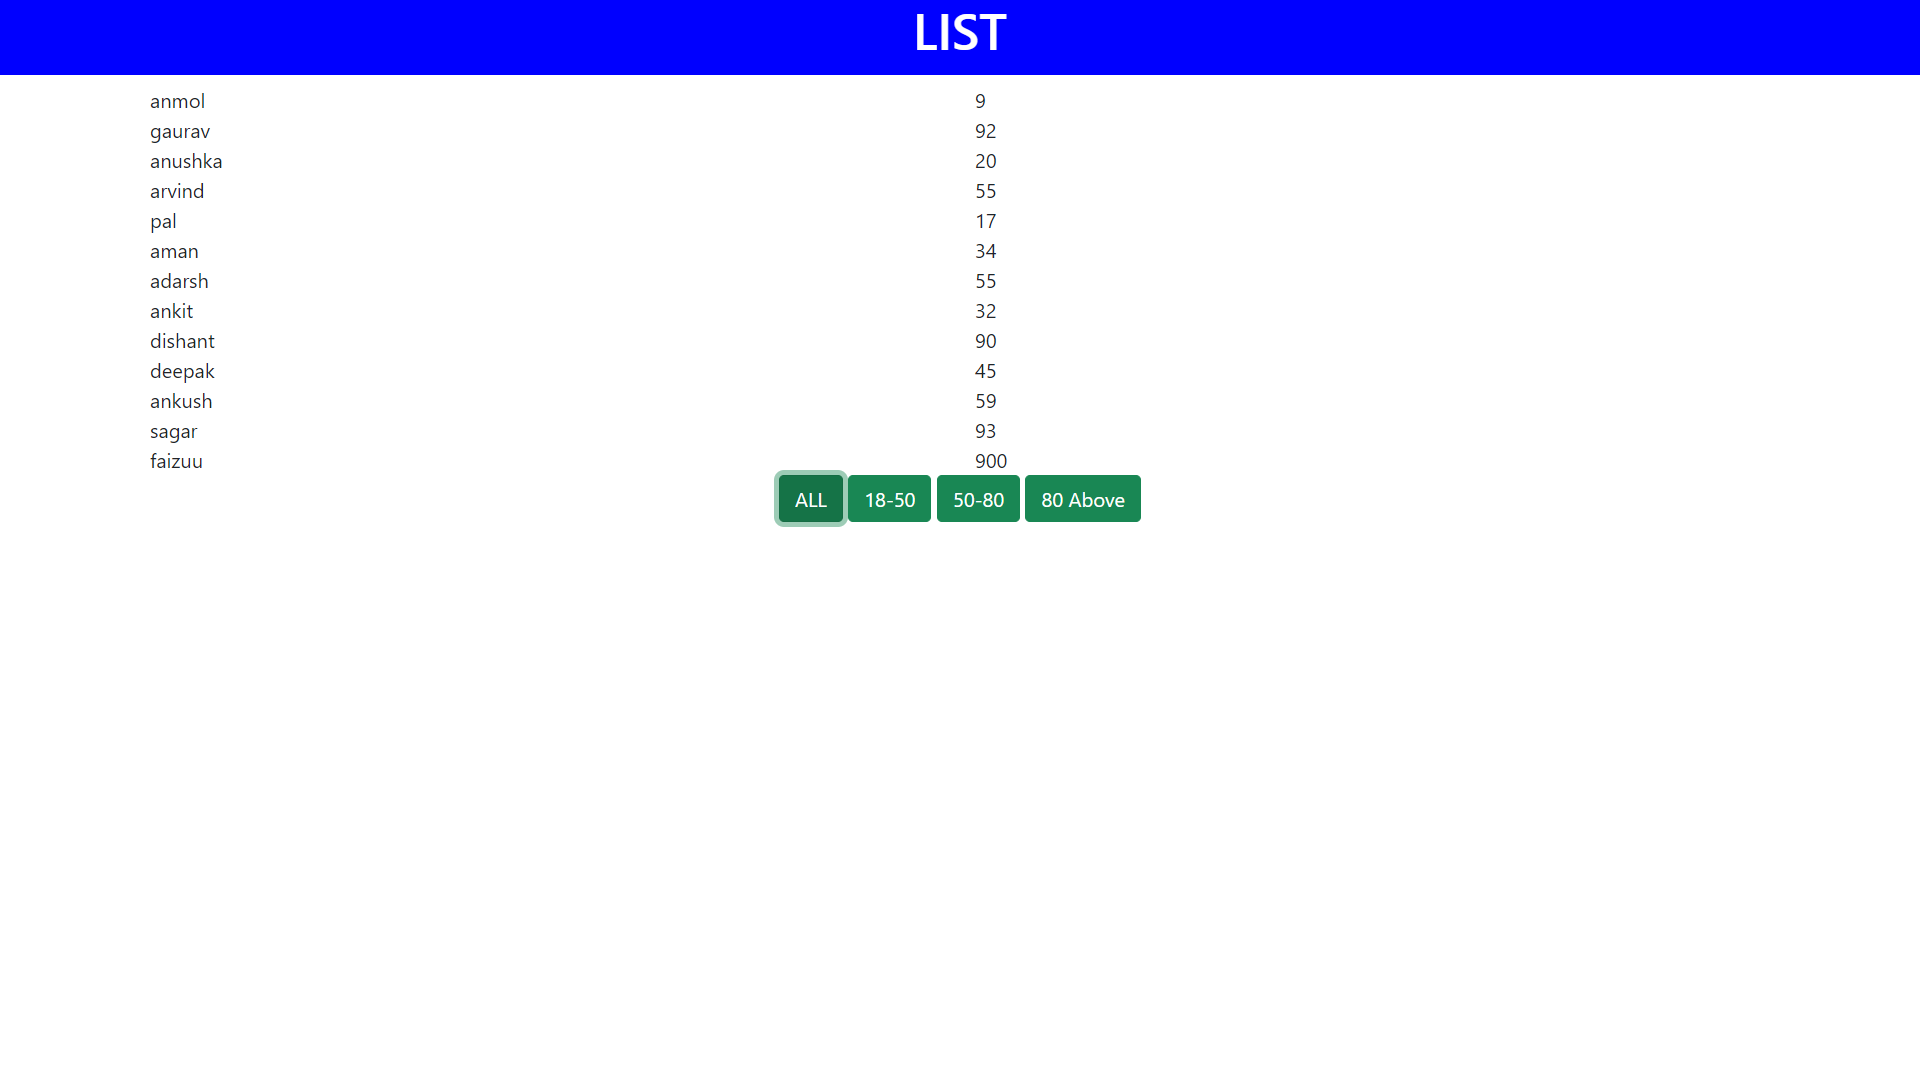 LIST
anmol 9
gaurav 92
anushka 20
arvind 55
pal 17
aman 34
adarsh 55
ankit 32
dishant 90
deepak 45
ankush 59
sagar 93
faizuu 900
ALL 18-50 50-80 80 Above